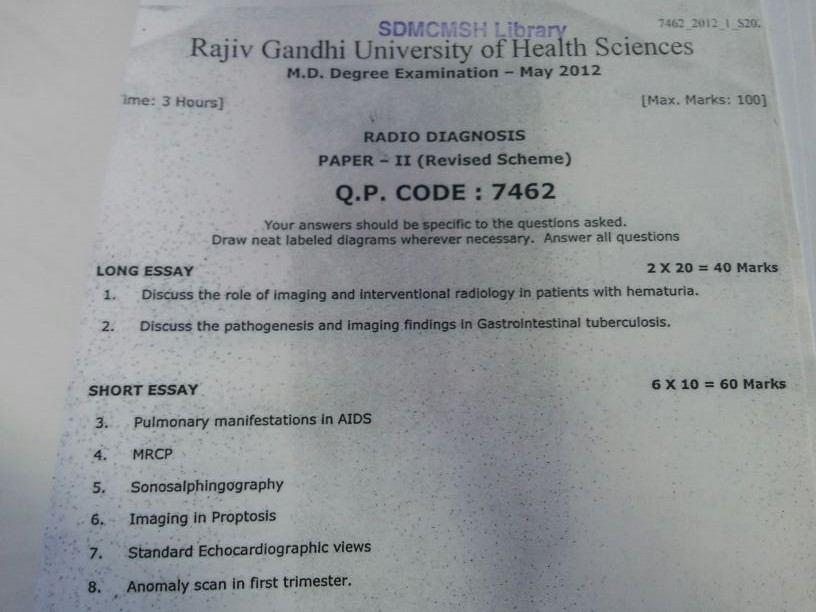 SDMCMSH Library
7462_2012_1_S20
Rajiv Gandhi University of Health Sciences
M.D. Degree Examination – May 2012
ime: 3 Hours]
[Max. Marks: 100]
RADIO DIAGNOSIS
PAPER – II (Revised Scheme)
Q.P. CODE : 7462
Your answers should be specific to the questions asked.
Draw neat labeled diagrams wherever necessary. Answer all questions
LONG ESSAY 2 X 20 = 40 Marks
1. Discuss the role of imaging and interventional radiology in patients with hematuria.
2. Discuss the pathogenesis and imaging findings in Gastrointestinal tuberculosis.
SHORT ESSAY 6 X 10 = 60 Marks
3. Pulmonary manifestations in AIDS
4. MRCP
5. Sonosalphingography
6. Imaging in Proptosis
7. Standard Echocardiographic views
8. Anomaly scan in first trimester.